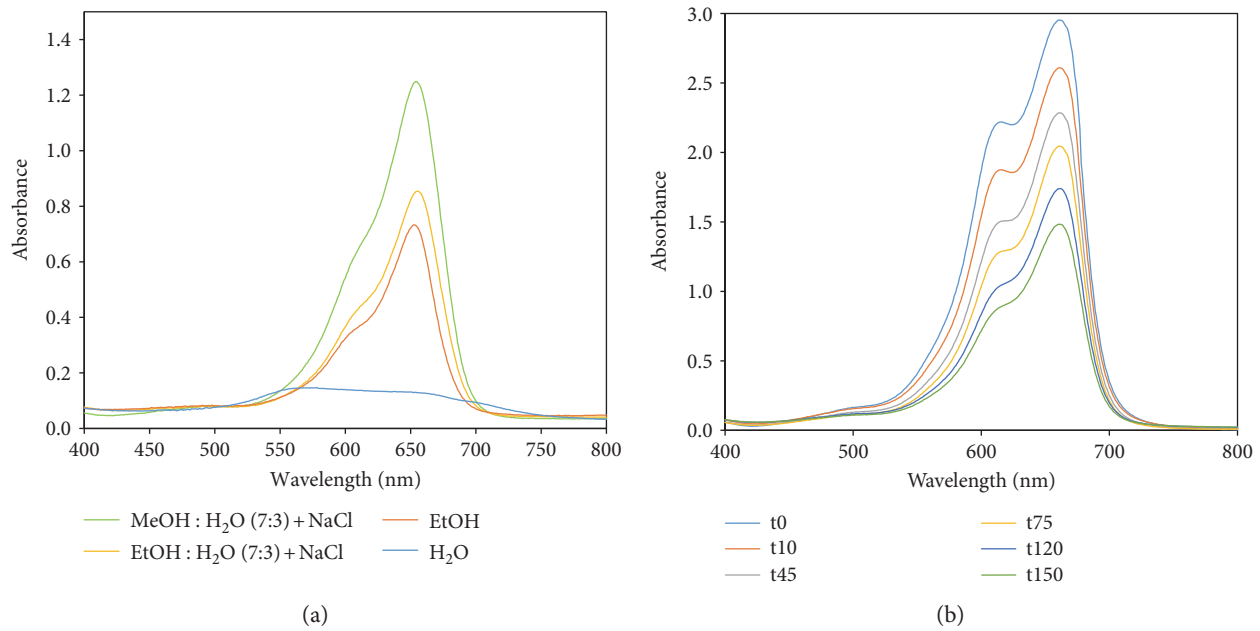 1.4
1.2
1.0
0.8
0.6
0.4
0.2
0.0
Absorbance
400 450 500 550 600 650 700 750 800
Wavelength (nm)
MeOH : H₂O (7:3) + NaCl
EtOH : H₂O (7:3) + NaCl
EtOH
H₂O
(a)
3.0
2.5
2.0
1.5
1.0
0.5
0.0
Absorbance
400 500 600 700 800
Wavelength (nm)
t0
t10
t45
t75
t120
t150
(b)